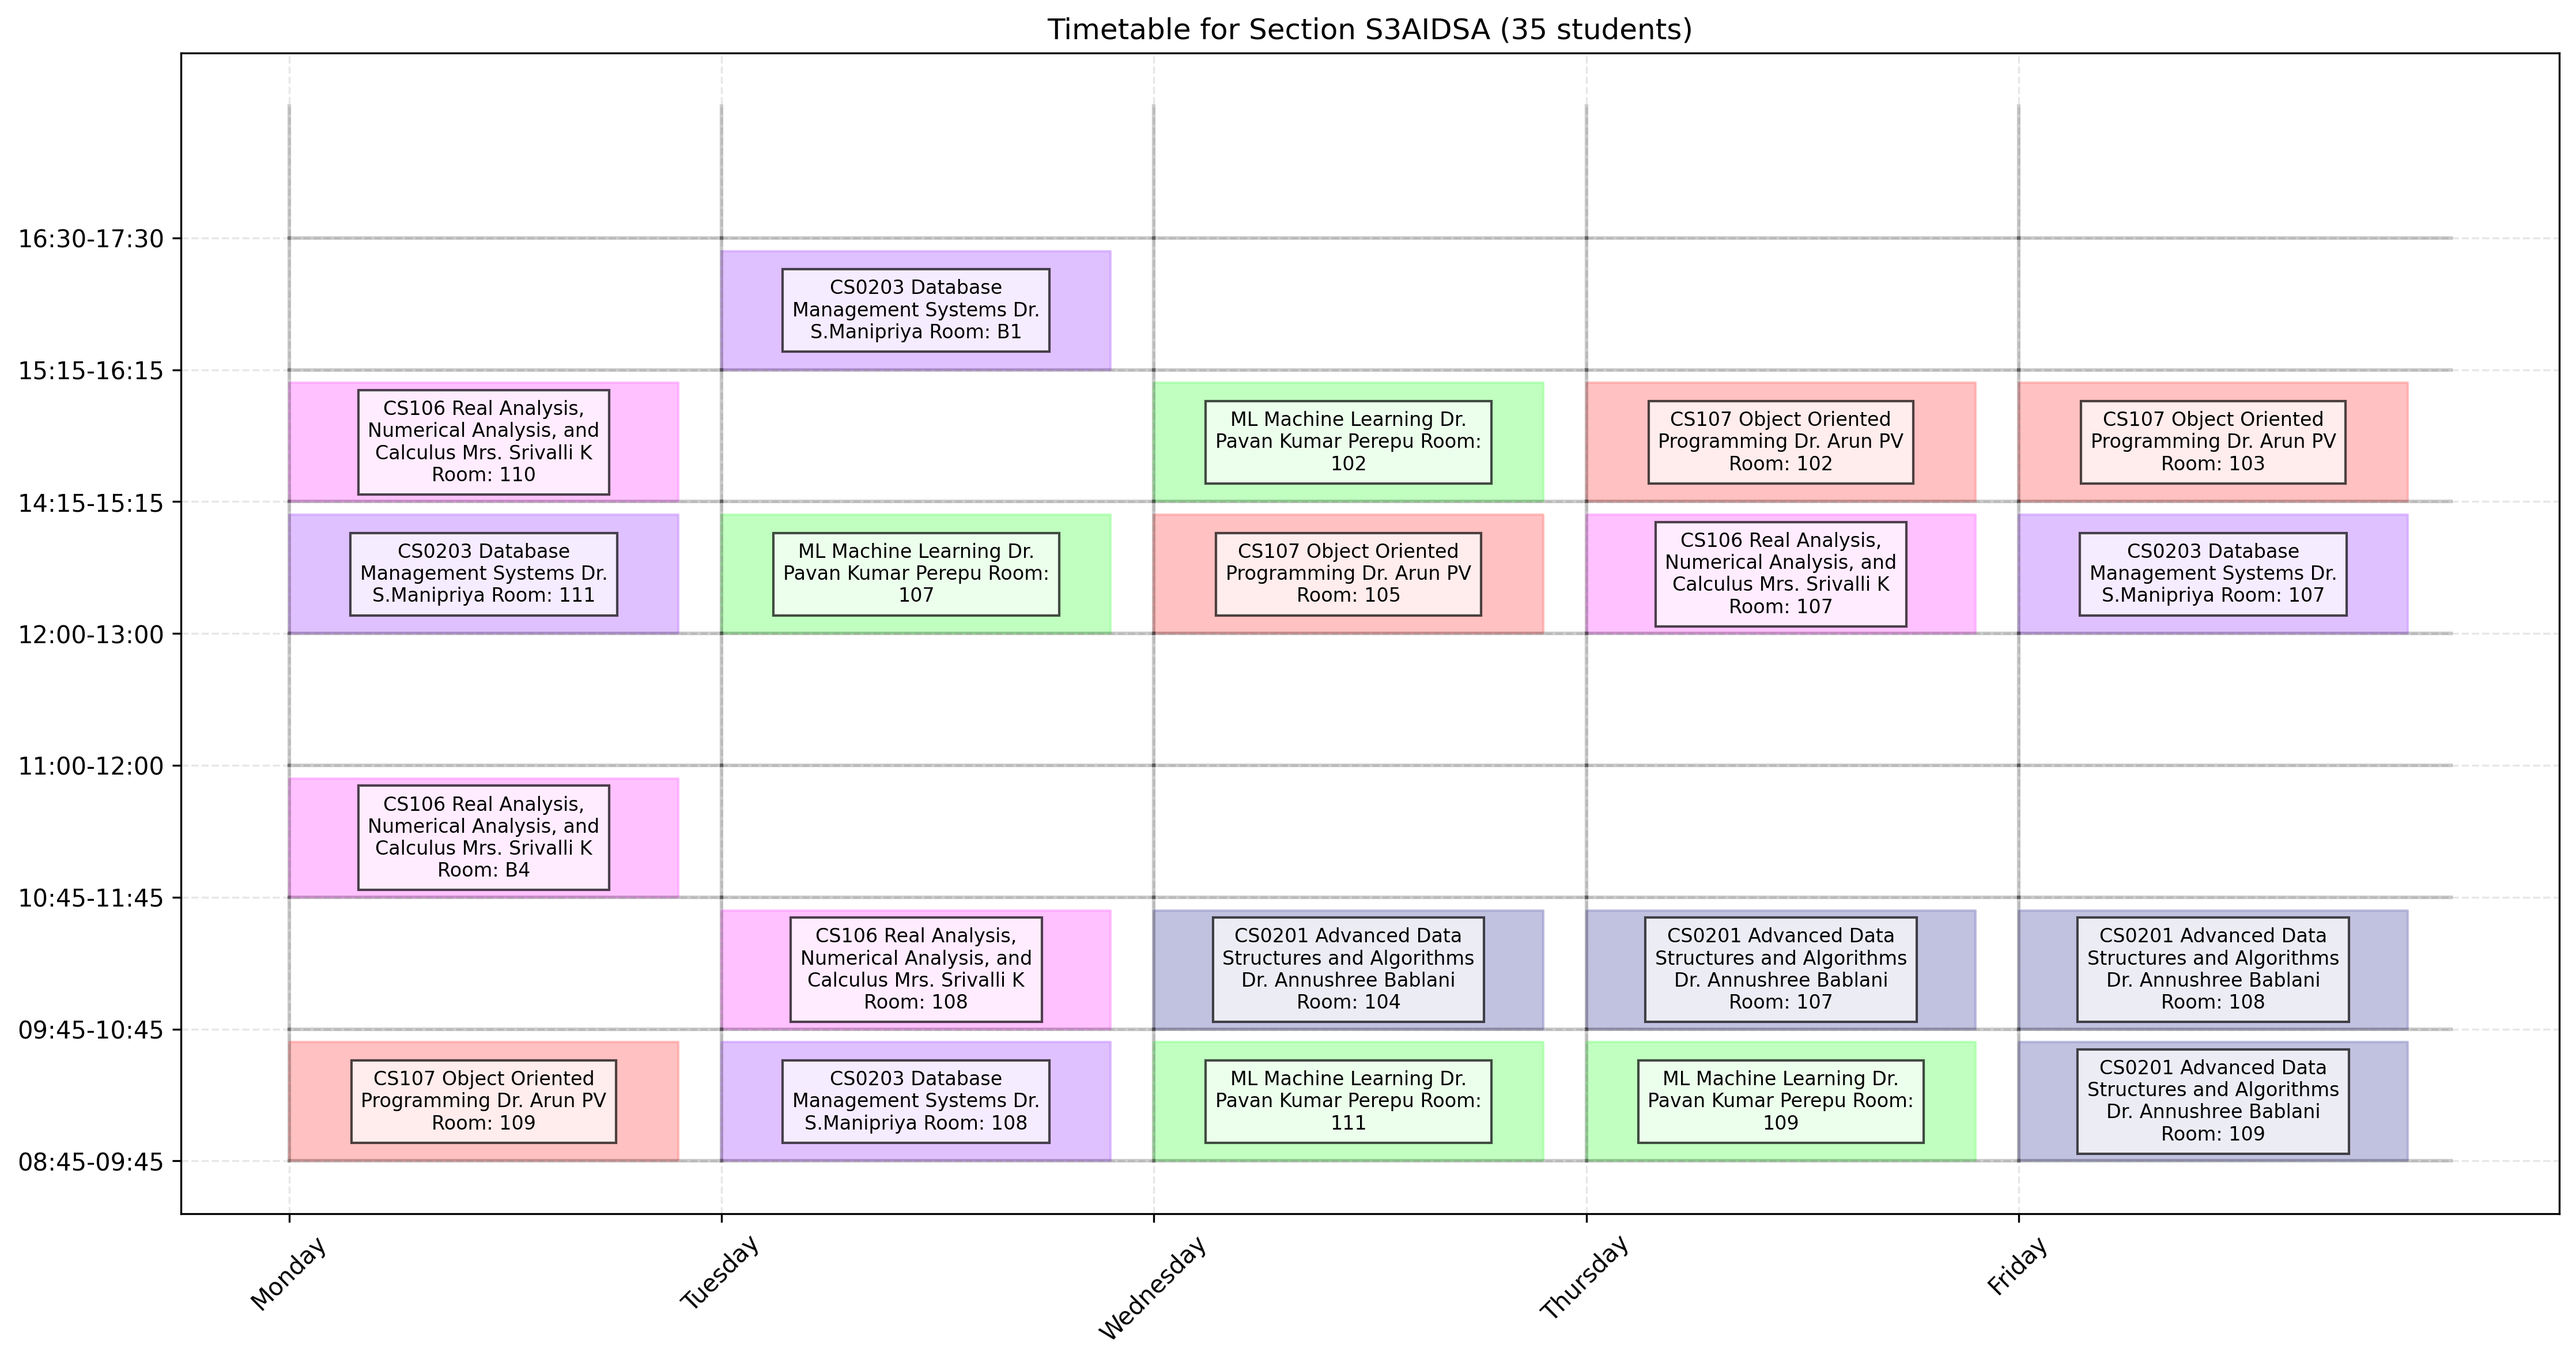 Timetable for Section S3AIDSA (35 students)
16:30-17:30
CS0203 Database
Management Systems Dr.
S.Manipriya Room: B1
15:15-16:15
CS106 Real Analysis,
Numerical Analysis, and
Calculus Mrs. Srivalli K
Room: 110
ML Machine Learning Dr.
Pavan Kumar Perepu Room:
102
CS107 Object Oriented
Programming Dr. Arun PV
Room: 102
CS107 Object Oriented
Programming Dr. Arun PV
Room: 103
14:15-15:15
CS0203 Database
Management Systems Dr.
S.Manipriya Room: 111
ML Machine Learning Dr.
Pavan Kumar Perepu Room:
107
CS107 Object Oriented
Programming Dr. Arun PV
Room: 105
CS106 Real Analysis,
Numerical Analysis, and
Calculus Mrs. Srivalli K
Room: 107
CS0203 Database
Management Systems Dr.
S.Manipriya Room: 107
12:00-13:00
11:00-12:00
CS106 Real Analysis,
Numerical Analysis, and
Calculus Mrs. Srivalli K
Room: B4
10:45-11:45
CS106 Real Analysis,
Numerical Analysis, and
Calculus Mrs. Srivalli K
Room: 108
CS0201 Advanced Data
Structures and Algorithms
Dr. Annushree Bablani
Room: 104
CS0201 Advanced Data
Structures and Algorithms
Dr. Annushree Bablani
Room: 107
CS0201 Advanced Data
Structures and Algorithms
Dr. Annushree Bablani
Room: 108
09:45-10:45
CS107 Object Oriented
Programming Dr. Arun PV
Room: 109
CS0203 Database
Management Systems Dr.
S.Manipriya Room: 108
ML Machine Learning Dr.
Pavan Kumar Perepu Room:
111
ML Machine Learning Dr.
Pavan Kumar Perepu Room:
109
CS0201 Advanced Data
Structures and Algorithms
Dr. Annushree Bablani
Room: 109
08:45-09:45
Monday
Tuesday
Wednesday
Thursday
Friday